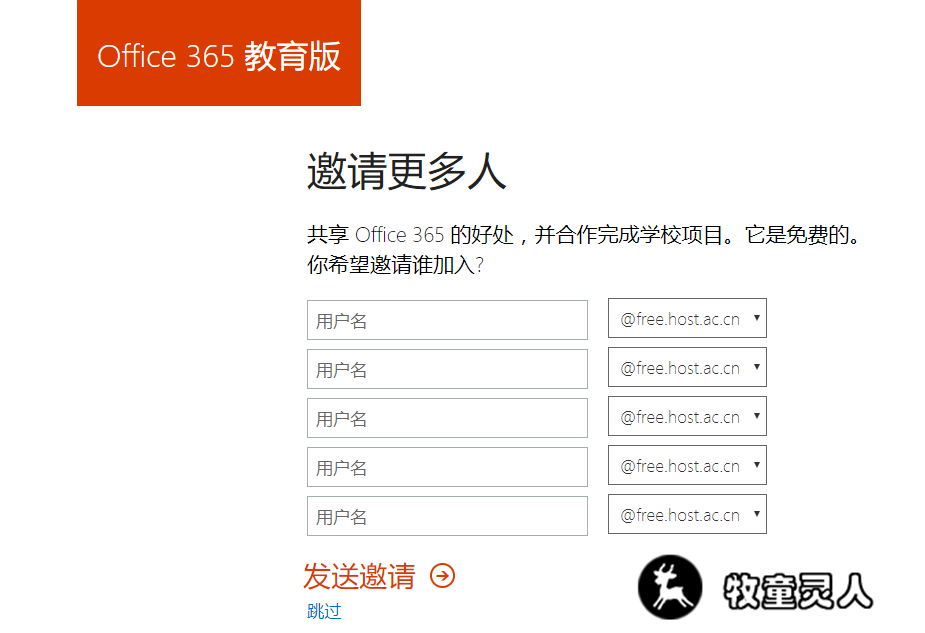 Office 365 教育版
邀请更多人
共享 Office 365 的好处，并合作完成学校项目。它是免费的。
你希望邀请谁加入?
用户名 @free.host.ac.cn
用户名 @free.host.ac.cn
用户名 @free.host.ac.cn
用户名 @free.host.ac.cn
用户名 @free.host.ac.cn
发送邀请
跳过
牧童灵人